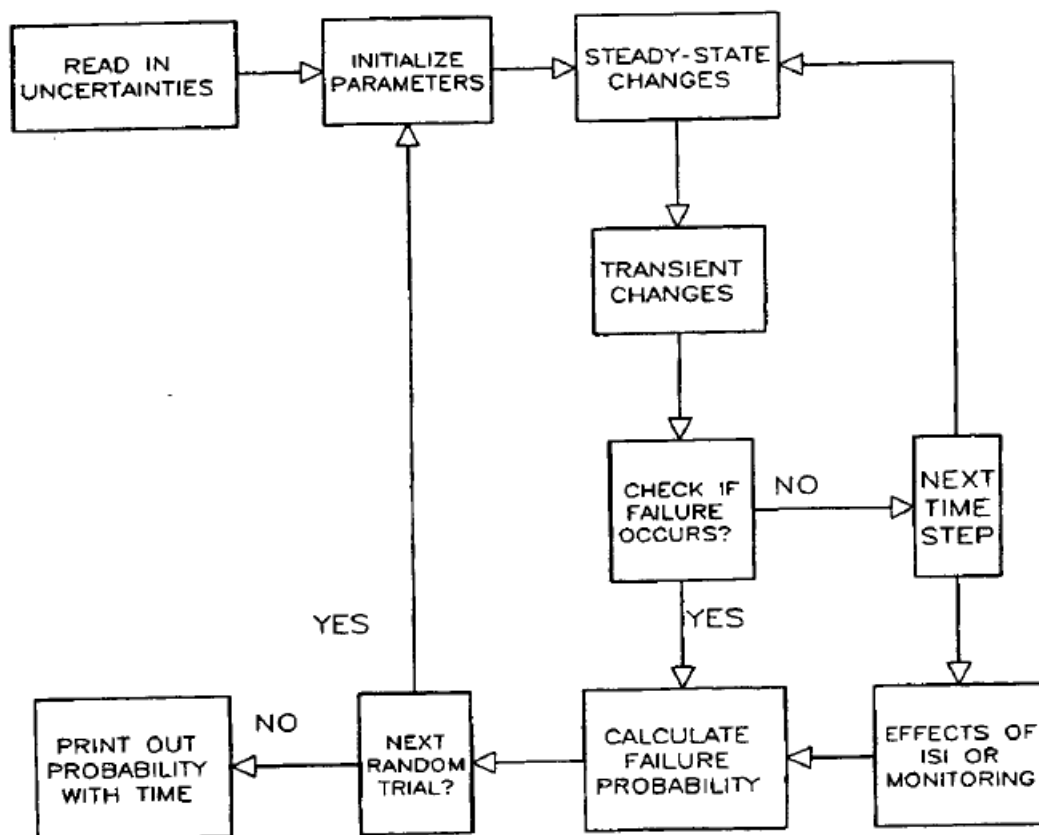 READ IN
UNCERTAINTIES
INITIALIZE
PARAMETERS
STEADY-STATE
CHANGES
TRANSIENT
CHANGES
CHECK IF
FAILURE
OCCURS?
NO
NEXT
TIME
STEP
YES
YES
PRINT OUT
PROBABILITY
WITH TIME
NO
NEXT
RANDOM
TRIAL?
CALCULATE
FAILURE
PROBABILITY
EFFECTS OF
ISI OR
MONITORING